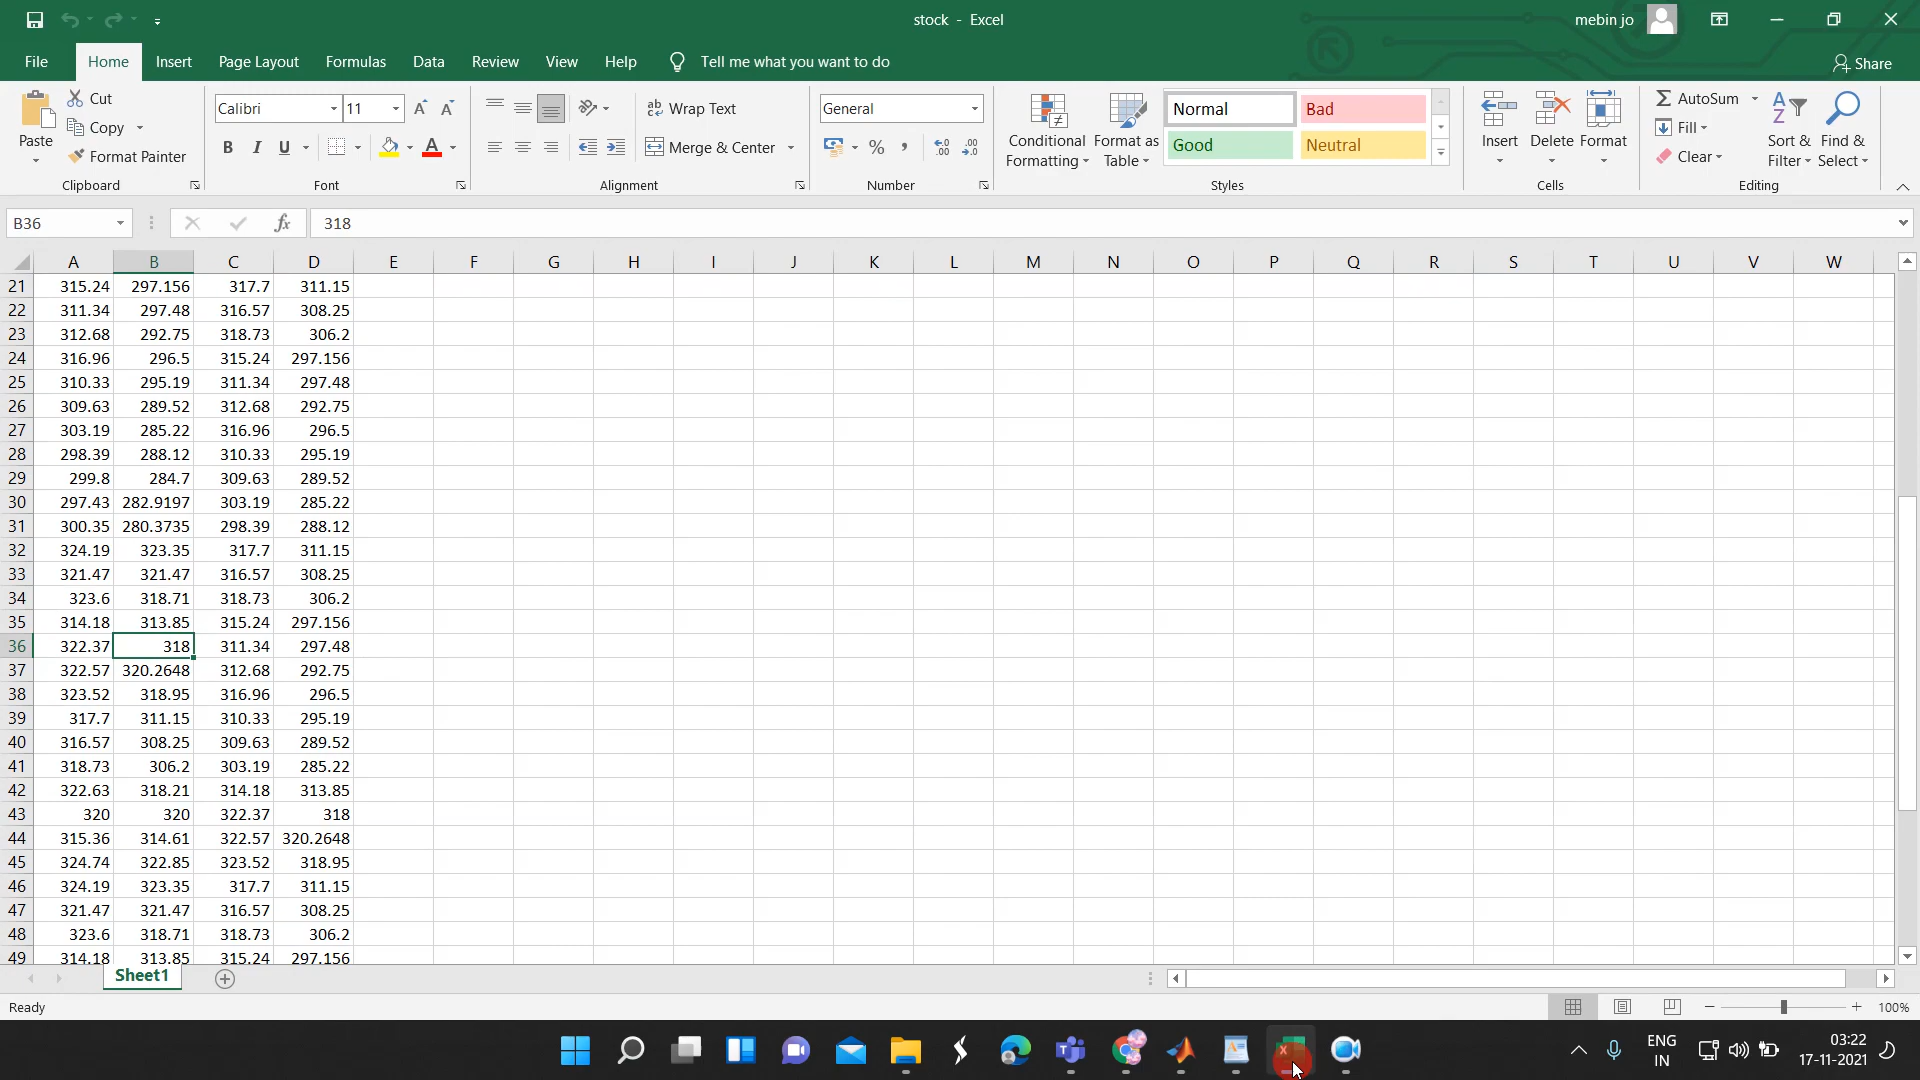 stock - Excel
mebin jo
File Home Insert Page Layout Formulas Data Review View Help Tell me what you want to do Share
Paste Cut Copy Format Painter Clipboard
Calibri 11 B I U Font
ab Wrap Text Merge & Center Alignment
General % , Number
Conditional Formatting Format as Table Normal Bad Good Neutral Styles
Insert Delete Format Cells
AutoSum Fill Clear Sort & Filter Find & Select Editing
B36 fx 318
A B C D E F G H I J K L M N O P Q R S T U V W
21 315.24 297.156 317.7 311.15
22 311.34 297.48 316.57 308.25
23 312.68 292.75 318.73 306.2
24 316.96 296.5 315.24 297.156
25 310.33 295.19 311.34 297.48
26 309.63 289.52 312.68 292.75
27 303.19 285.22 316.96 296.5
28 298.39 288.12 310.33 295.19
29 299.8 284.7 309.63 289.52
30 297.43 282.9197 303.19 285.22
31 300.35 280.3735 298.39 288.12
32 324.19 323.35 317.7 311.15
33 321.47 321.47 316.57 308.25
34 323.6 318.71 318.73 306.2
35 314.18 313.85 315.24 297.156
36 322.37 318 311.34 297.48
37 322.57 320.2648 312.68 292.75
38 323.52 318.95 316.96 296.5
39 317.7 311.15 310.33 295.19
40 316.57 308.25 309.63 289.52
41 318.73 306.2 303.19 285.22
42 322.63 318.21 314.18 313.85
43 320 320 322.37 318
44 315.36 314.61 322.57 320.2648
45 324.74 322.85 323.52 318.95
46 324.19 323.35 317.7 311.15
47 321.47 321.47 316.57 308.25
48 323.6 318.71 318.73 306.2
49 314.18 313.85 315.24 297.156
Sheet1
Ready 100%
ENG IN
03:22
17-11-2021